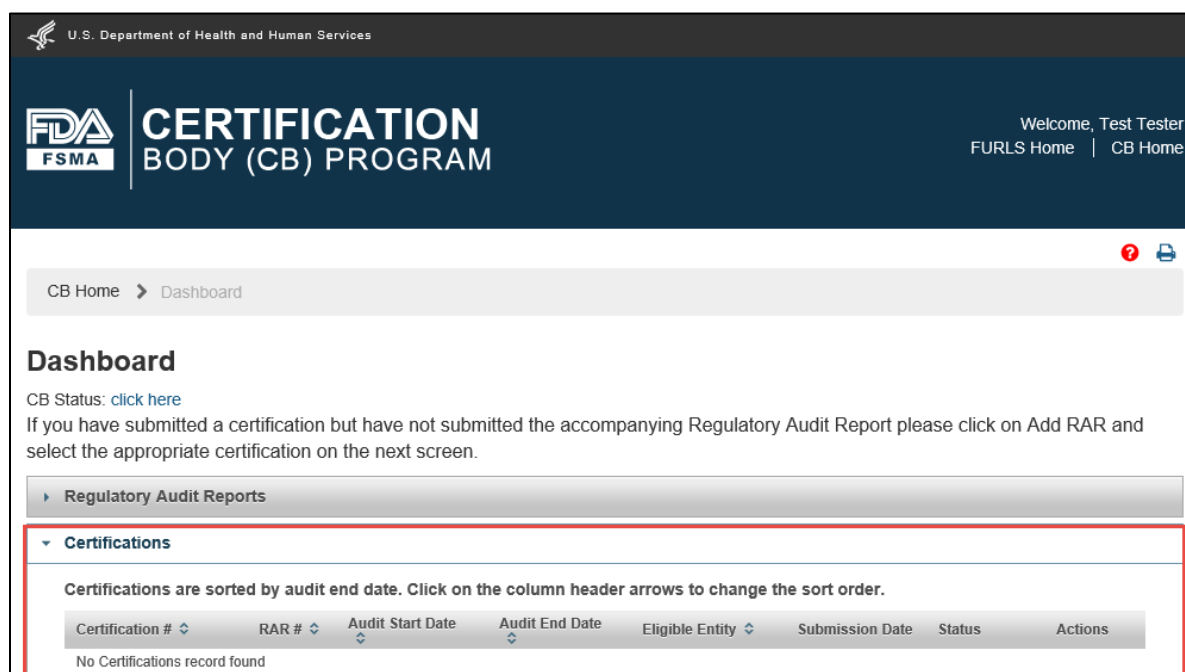 U.S. Department of Health and Human Services
FDA
FSMA
CERTIFICATION
BODY (CB) PROGRAM
Welcome, Test Tester
FURLS Home | CB Home
?
CB Home > Dashboard
Dashboard
CB Status: click here
If you have submitted a certification but have not submitted the accompanying Regulatory Audit Report please click on Add RAR and
select the appropriate certification on the next screen.
Regulatory Audit Reports
Certifications
Certifications are sorted by audit end date. Click on the column header arrows to change the sort order.
Certification # RAR # Audit Start Date Audit End Date Eligible Entity Submission Date Status Actions
No Certifications record found